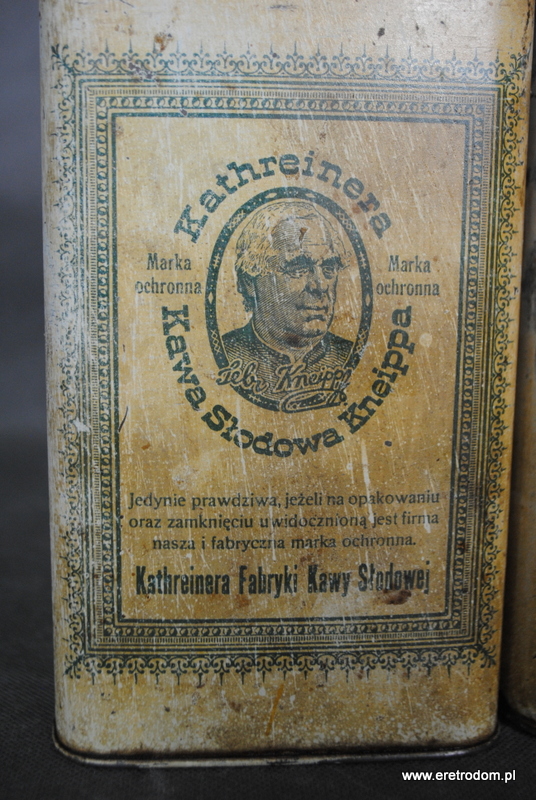 Kathreinera
Marka
ochronna
Marka
ochronna
Seb. Kneipp
Kawa Słodowa Kneippa
Jedynie prawdziwa, jeżeli na opakowaniu
oraz zamknięciu uwidocznioną jest firma
nasza i fabryczna marka ochronna.
Kathreinera Fabryki Kawy Słodowej
www.eretrodom.pl